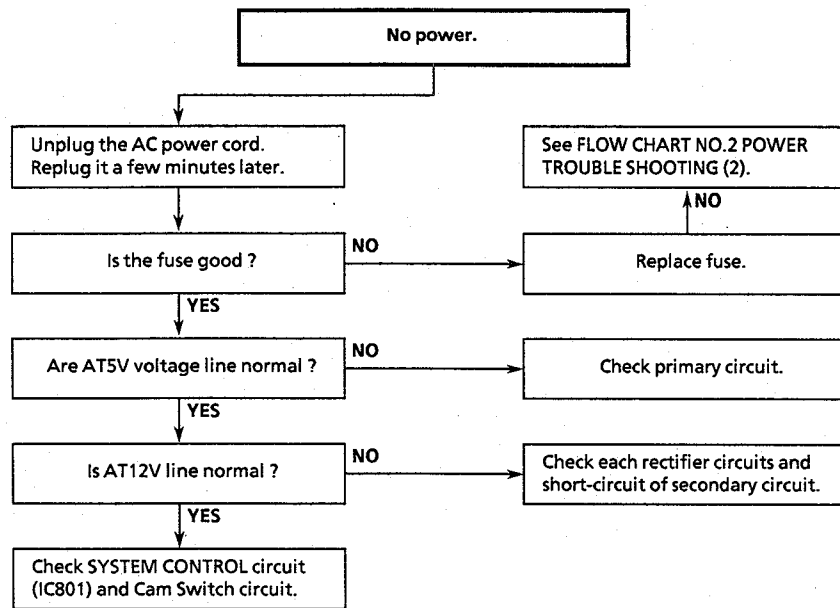 No power.
Unplug the AC power cord.
Replug it a few minutes later.
See FLOW CHART NO.2 POWER
TROUBLE SHOOTING (2).
NO
Is the fuse good ?
NO
Replace fuse.
YES
Are AT5V voltage line normal ?
NO
Check primary circuit.
YES
Is AT12V line normal ?
NO
Check each rectifier circuits and
short-circuit of secondary circuit.
YES
Check SYSTEM CONTROL circuit
(IC801) and Cam Switch circuit.